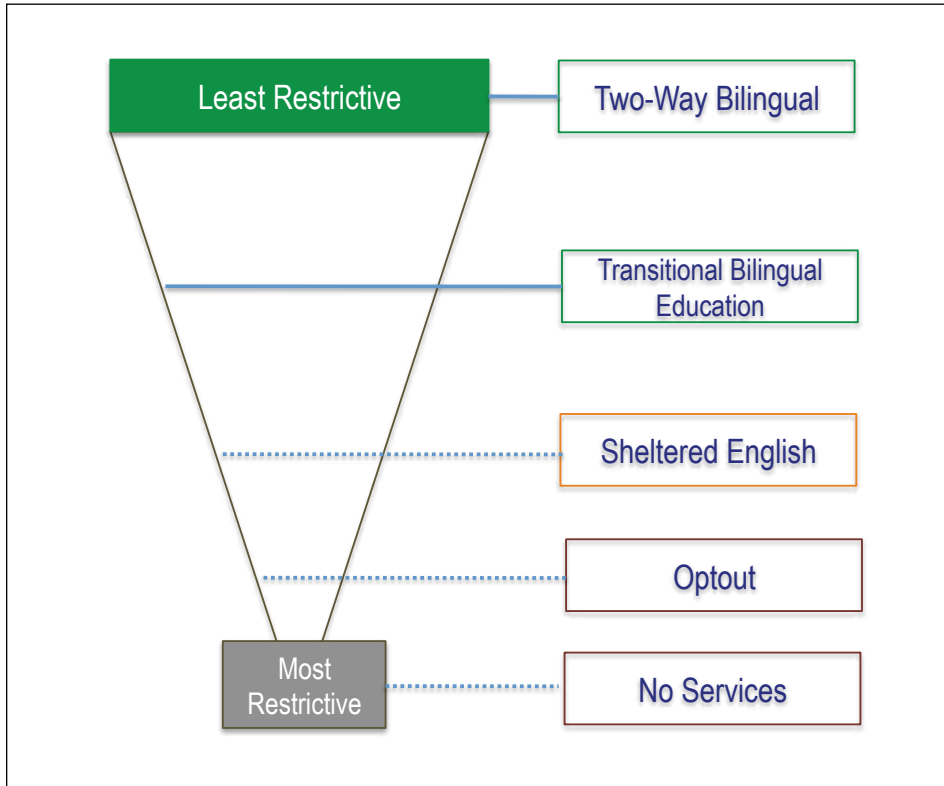 Least Restrictive
Two-Way Bilingual
Transitional Bilingual
Education
Sheltered English
Optout
Most
Restrictive
No Services